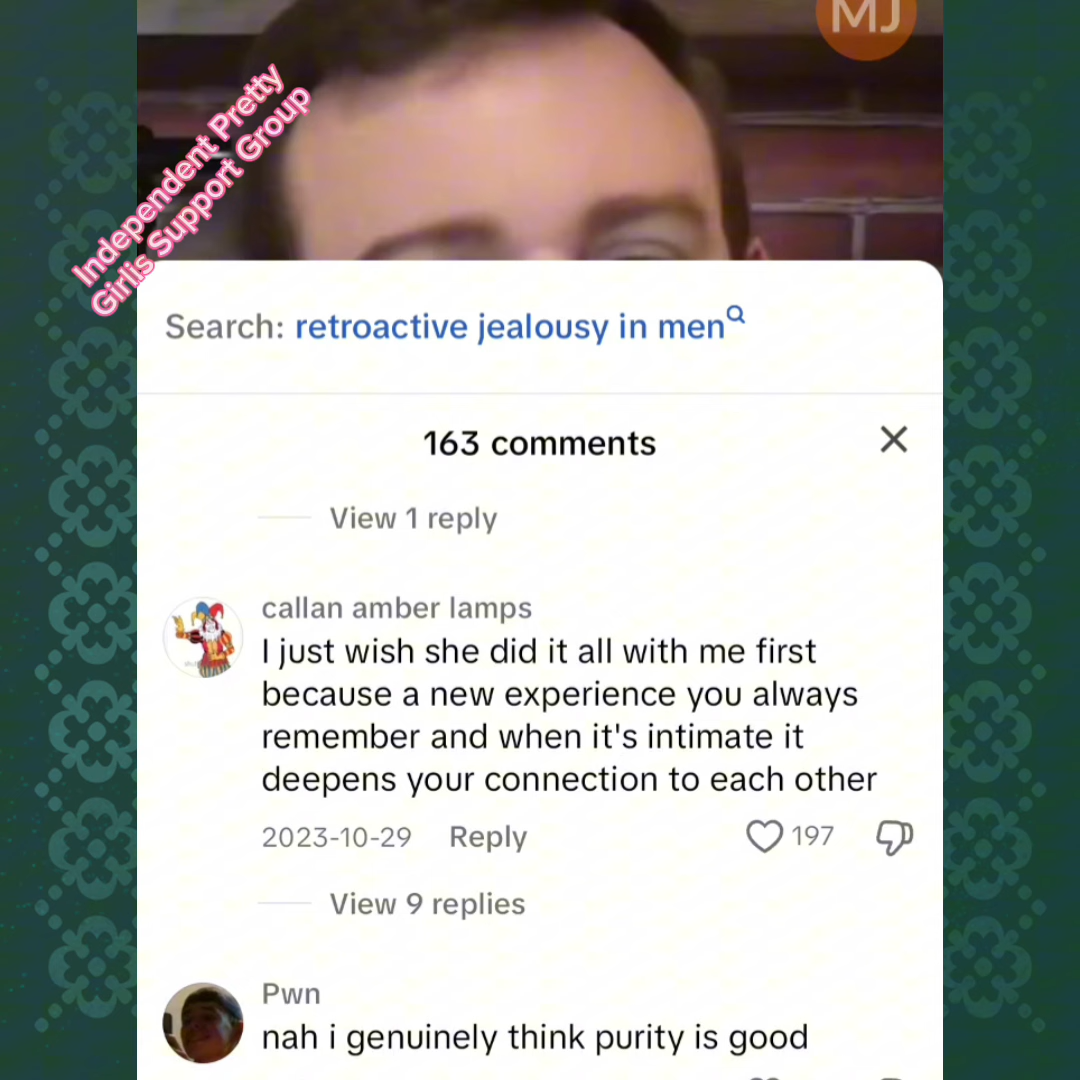 MJ
Independent Pretty
Girlis Support Group
Search: retroactive jealousy in men
163 comments
View 1 reply
callan amber lamps
I just wish she did it all with me first
because a new experience you always
remember and when it's intimate it
deepens your connection to each other
2023-10-29 Reply 197
View 9 replies
Pwn
nah i genuinely think purity is good